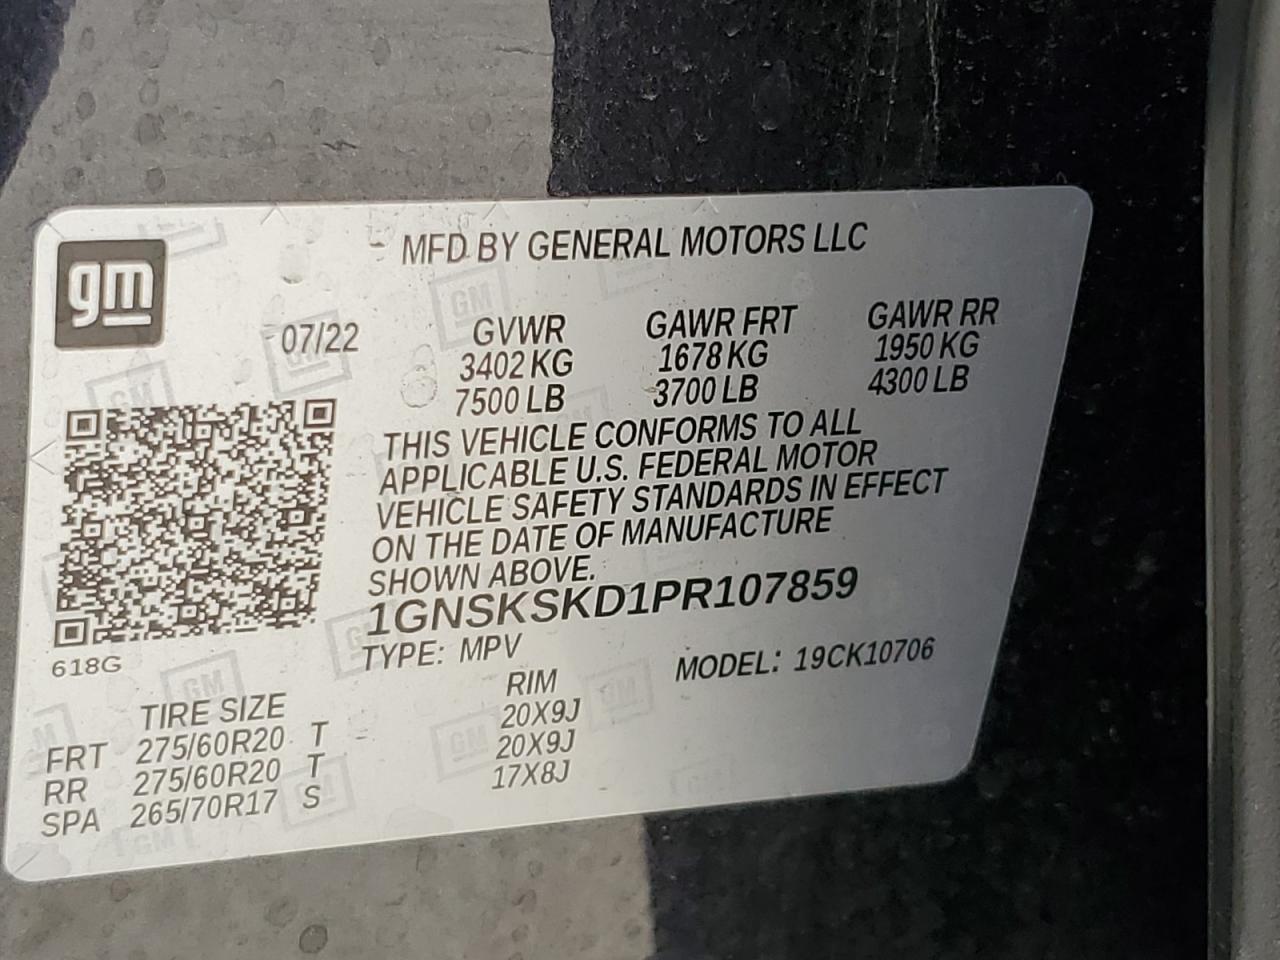 gm
MFD BY GENERAL MOTORS LLC
07/22 GVWR GAWR FRT GAWR RR
3402 KG 1678 KG 1950 KG
7500 LB 3700 LB 4300 LB
THIS VEHICLE CONFORMS TO ALL
APPLICABLE U.S. FEDERAL MOTOR
VEHICLE SAFETY STANDARDS IN EFFECT
ON THE DATE OF MANUFACTURE
SHOWN ABOVE.
1GNSKSKD1PR107859
618G
TYPE: MPV MODEL: 19CK10706
TIRE SIZE RIM
FRT 275/60R20 T 20X9J
RR 275/60R20 T 20X9J
SPA 265/70R17 S 17X8J